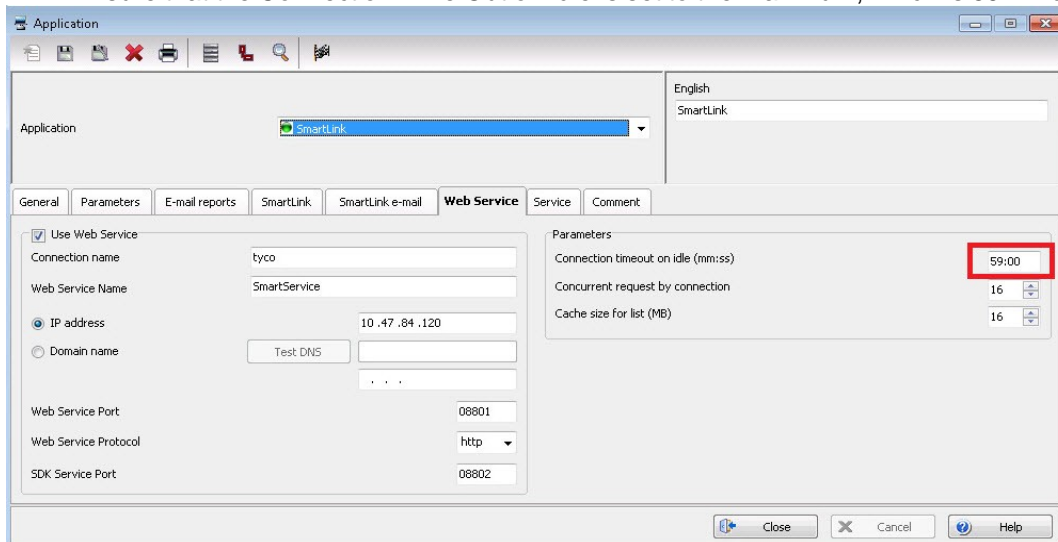 Application
English
SmartLink
Application
SmartLink
General Parameters E-mail reports SmartLink SmartLink e-mail Web Service Service Comment
Use Web Service
Connection name tyco
Web Service Name SmartService
IP address 10 .47 .84 .120
Domain name Test DNS
. . .
Web Service Port 08801
Web Service Protocol http
SDK Service Port 08802
Parameters
Connection timeout on idle (mm:ss) 59:00
Concurrent request by connection 16
Cache size for list (MB) 16
Close Cancel Help